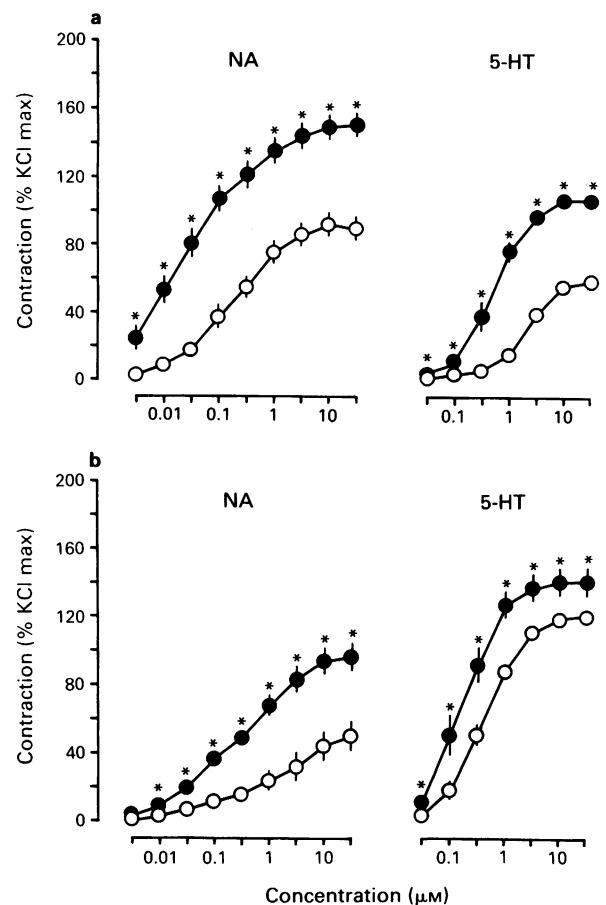 a
NA 5-HT
Contraction (% KCl max)
200
160
120
80
40
0
* * * * * * * * *
* * * * * * *
0.01 0.1 1 10
0.1 1 10
b
NA 5-HT
Contraction (% KCl max)
200
160
120
80
40
0
* * * * * * * *
* * * * * * *
0.01 0.1 1 10
0.1 1 10
Concentration (μM)